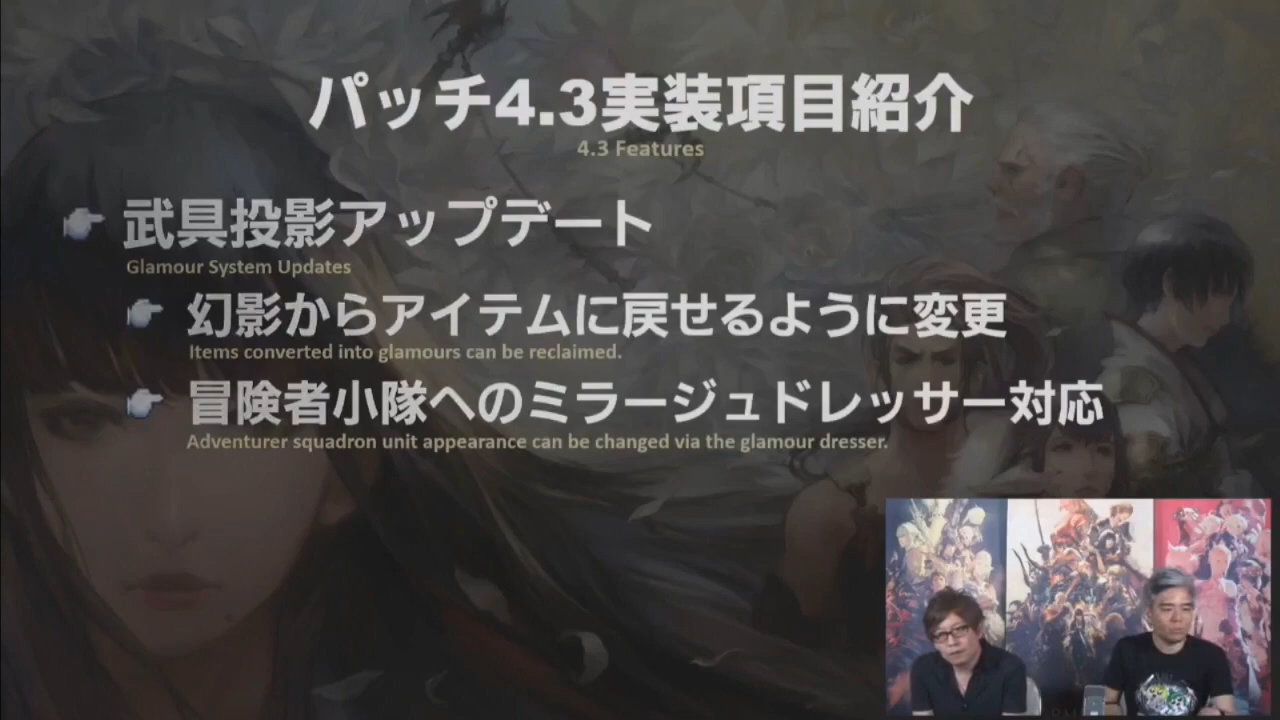 パッチ4.3実装項目紹介
4.3 Features
武具投影アップデート
Glamour System Updates
幻影からアイテムに戻せるように変更
Items converted into glamours can be reclaimed.
冒険者小隊へのミラージュドレッサー対応
Adventurer squadron unit appearance can be changed via the glamour dresser.